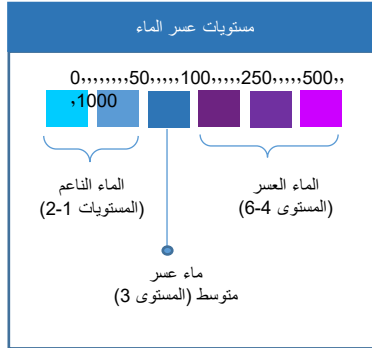 مستويات عسر الماء
0,,,,,,,,50,,,,,100,,,,,250,,,,,500,,
,1000
الماء الناعم
(المستويات 1-2)
الماء العسر
(المستوى 4-6)
ماء عسر
متوسط (المستوى 3)